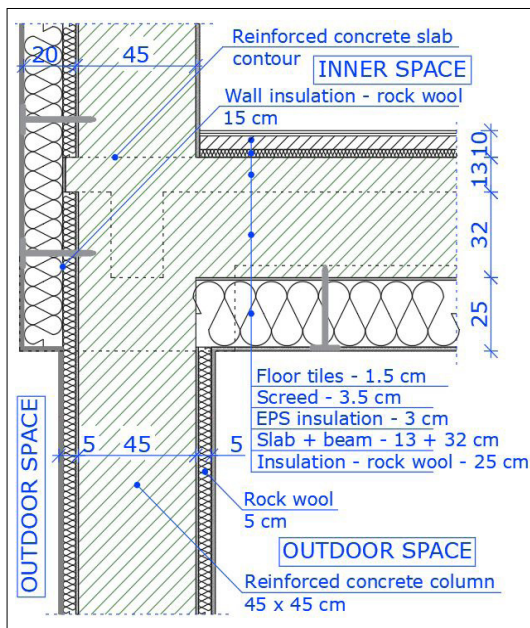 Reinforced concrete slab
contour
20
45
INNER SPACE
Wall insulation - rock wool
15 cm
10
13
32
25
Floor tiles - 1.5 cm
Screed - 3.5 cm
EPS insulation - 3 cm
Slab + beam - 13 + 32 cm
Insulation - rock wool - 25 cm
5
45
5
OUTDOOR SPACE
Rock wool
5 cm
OUTDOOR SPACE
Reinforced concrete column
45 x 45 cm